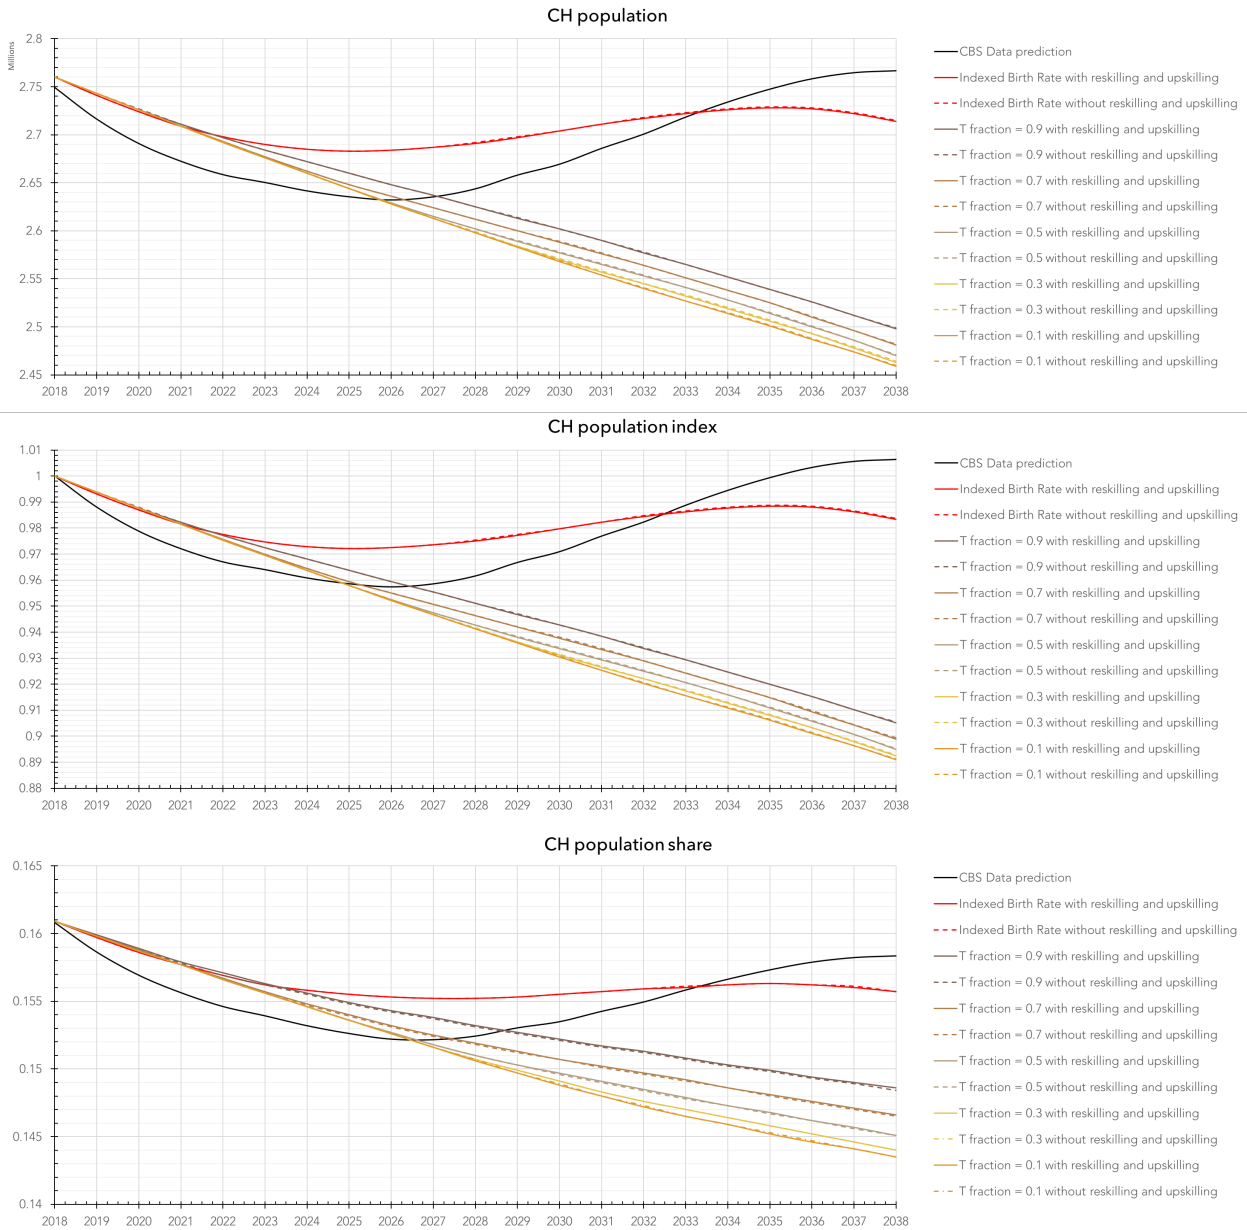 CH population
Millions
2.8
2.75
2.7
2.65
2.6
2.55
2.5
2.45
2018 2019 2020 2021 2022 2023 2024 2025 2026 2027 2028 2029 2030 2031 2032 2033 2034 2035 2036 2037 2038
CBS Data prediction
Indexed Birth Rate with reskilling and upskilling
Indexed Birth Rate without reskilling and upskilling
T fraction = 0.9 with reskilling and upskilling
T fraction = 0.9 without reskilling and upskilling
T fraction = 0.7 with reskilling and upskilling
T fraction = 0.7 without reskilling and upskilling
T fraction = 0.5 with reskilling and upskilling
T fraction = 0.5 without reskilling and upskilling
T fraction = 0.3 with reskilling and upskilling
T fraction = 0.3 without reskilling and upskilling
T fraction = 0.1 with reskilling and upskilling
T fraction = 0.1 without reskilling and upskilling
CH population index
1.01
1
0.99
0.98
0.97
0.96
0.95
0.94
0.93
0.92
0.91
0.9
0.89
0.88
2018 2019 2020 2021 2022 2023 2024 2025 2026 2027 2028 2029 2030 2031 2032 2033 2034 2035 2036 2037 2038
CBS Data prediction
Indexed Birth Rate with reskilling and upskilling
Indexed Birth Rate without reskilling and upskilling
T fraction = 0.9 with reskilling and upskilling
T fraction = 0.9 without reskilling and upskilling
T fraction = 0.7 with reskilling and upskilling
T fraction = 0.7 without reskilling and upskilling
T fraction = 0.5 with reskilling and upskilling
T fraction = 0.5 without reskilling and upskilling
T fraction = 0.3 with reskilling and upskilling
T fraction = 0.3 without reskilling and upskilling
T fraction = 0.1 with reskilling and upskilling
T fraction = 0.1 without reskilling and upskilling
CH population share
0.165
0.16
0.155
0.15
0.145
0.14
2018 2019 2020 2021 2022 2023 2024 2025 2026 2027 2028 2029 2030 2031 2032 2033 2034 2035 2036 2037 2038
CBS Data prediction
Indexed Birth Rate with reskilling and upskilling
Indexed Birth Rate without reskilling and upskilling
T fraction = 0.9 with reskilling and upskilling
T fraction = 0.9 without reskilling and upskilling
T fraction = 0.7 with reskilling and upskilling
T fraction = 0.7 without reskilling and upskilling
T fraction = 0.5 with reskilling and upskilling
T fraction = 0.5 without reskilling and upskilling
T fraction = 0.3 with reskilling and upskilling
T fraction = 0.3 without reskilling and upskilling
T fraction = 0.1 with reskilling and upskilling
T fraction = 0.1 without reskilling and upskilling